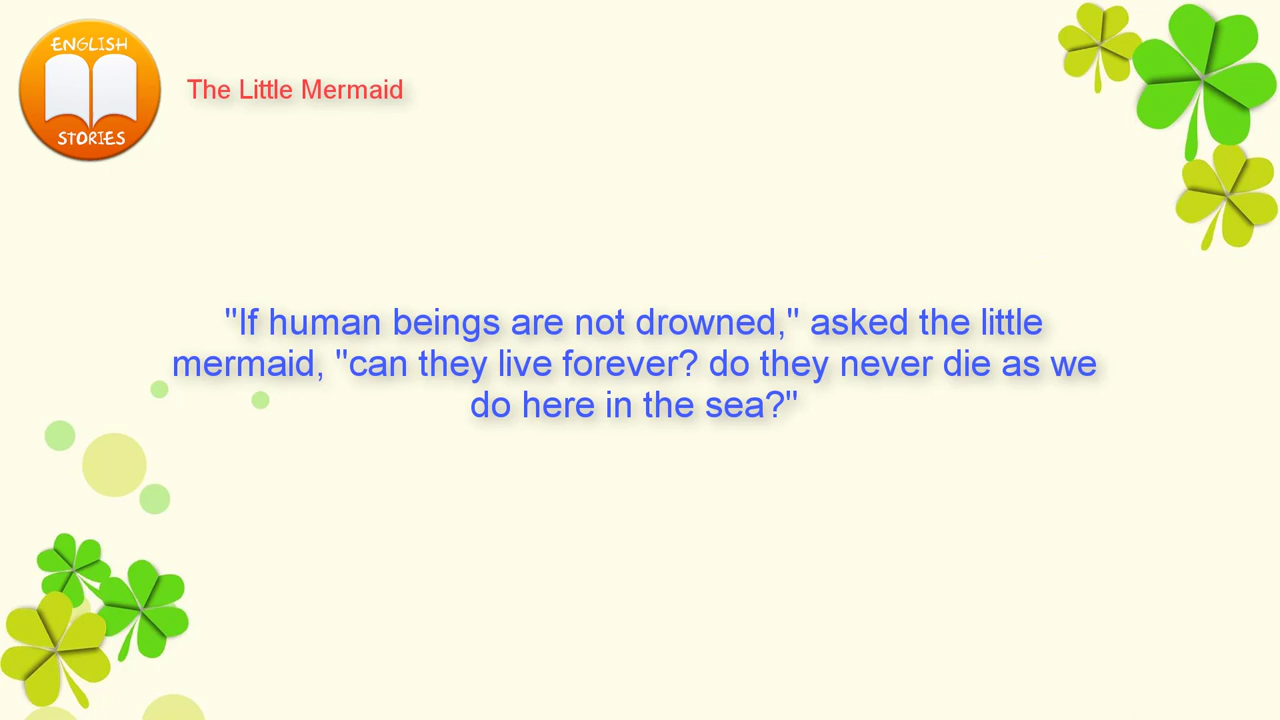 ENGLISH
STORIES
The Little Mermaid
"If human beings are not drowned," asked the little
mermaid, "can they live forever? do they never die as we
do here in the sea?"